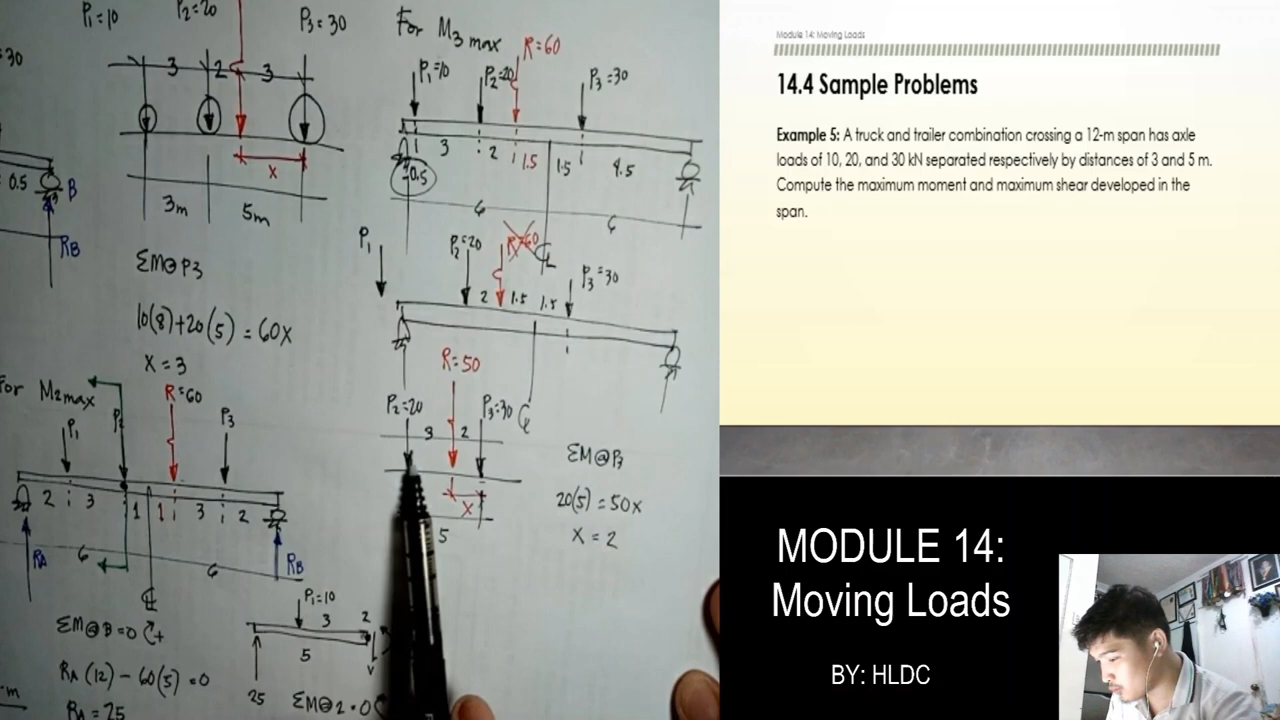 P1=10
P2=20
P3=30
30
3
2
3
x
3m
5m
0.5
B
RB
ΣM@P3
10(8)+20(5)=60x
x=3
For M3 max
R=60
P1=10
P2=20
P3=30
3
2
1.5
1.5
4.5
-0.5
6
6
P1
P2=20
R=60
℄
P3=30
2
1.5
1.5
℄
R=50
P2=20
P3=30
3
2
x
5
ΣM@P3
20(5)=50x
x=2
For M2max
R=60
P1
P2
P3
2
3
1
1
3
2
RA
RB
6
6
℄
ΣM@B=0
+
RA(12)-60(5)=0
RA=25
P1=10
3
2
5
25
V
ΣM@2=0
m
Module 14: Moving Loads
14.4 Sample Problems
Example 5: A truck and trailer combination crossing a 12-m span has axle
loads of 10, 20, and 30 kN separated respectively by distances of 3 and 5 m.
Compute the maximum moment and maximum shear developed in the
span.
MODULE 14:
Moving Loads
BY: HLDC